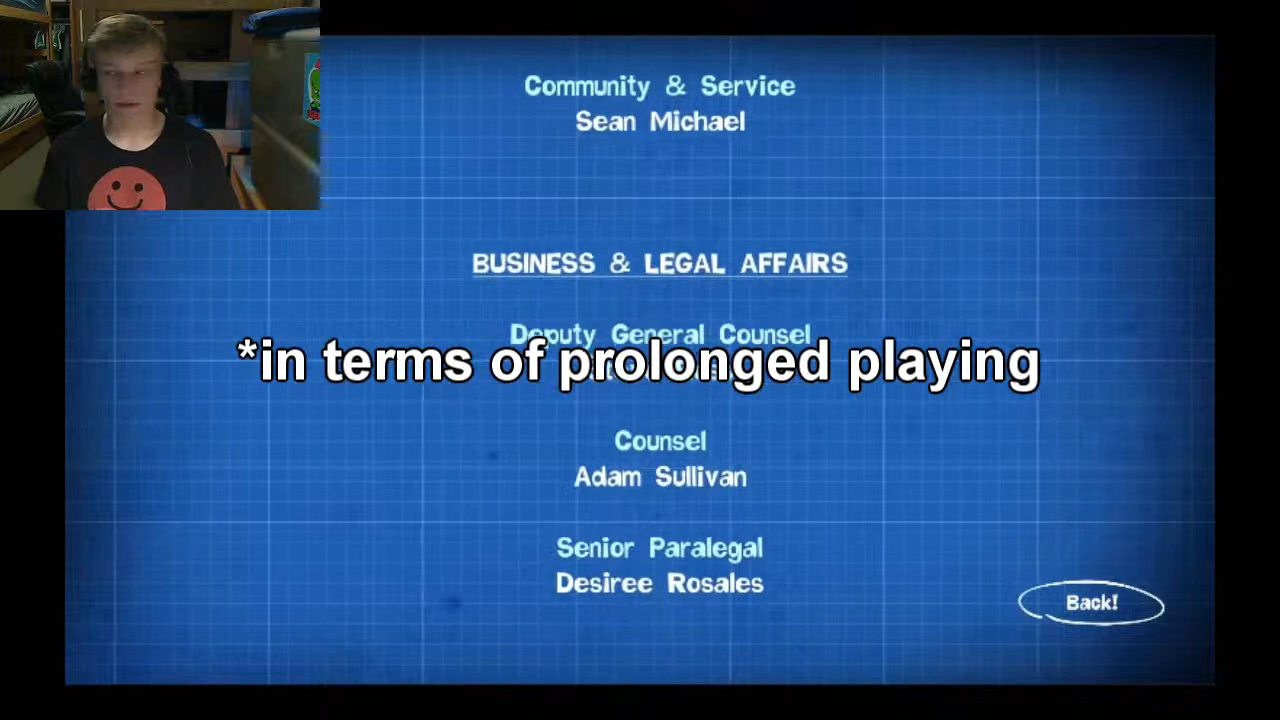 Community & Service
Sean Michael
BUSINESS & LEGAL AFFAIRS
Deputy General Counsel
*in terms of prolonged playing
Counsel
Adam Sullivan
Senior Paralegal
Desiree Rosales
Back!